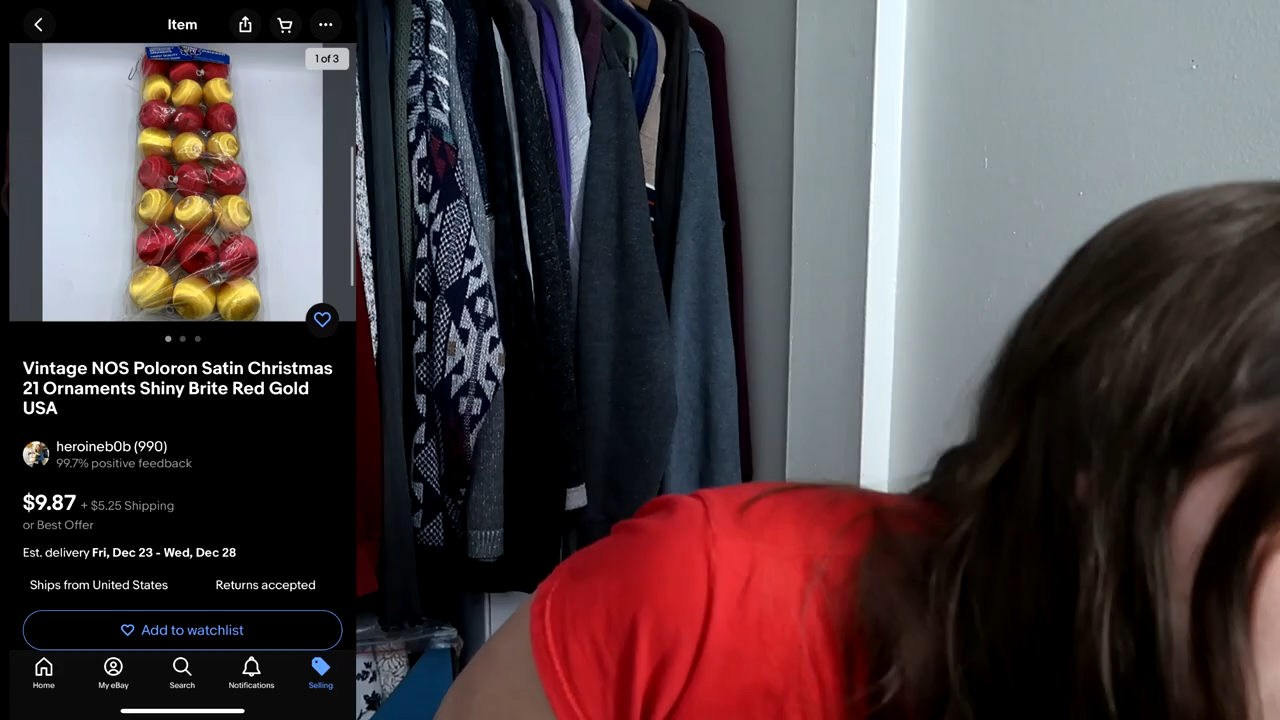 Item
1 of 3
Vintage NOS Poloron Satin Christmas
21 Ornaments Shiny Brite Red Gold
USA
heroineb0b (990)
99.7% positive feedback
$9.87 + $5.25 Shipping
or Best Offer
Est. delivery Fri, Dec 23 - Wed, Dec 28
Ships from United States Returns accepted
Add to watchlist
Home My eBay Search Notifications Selling